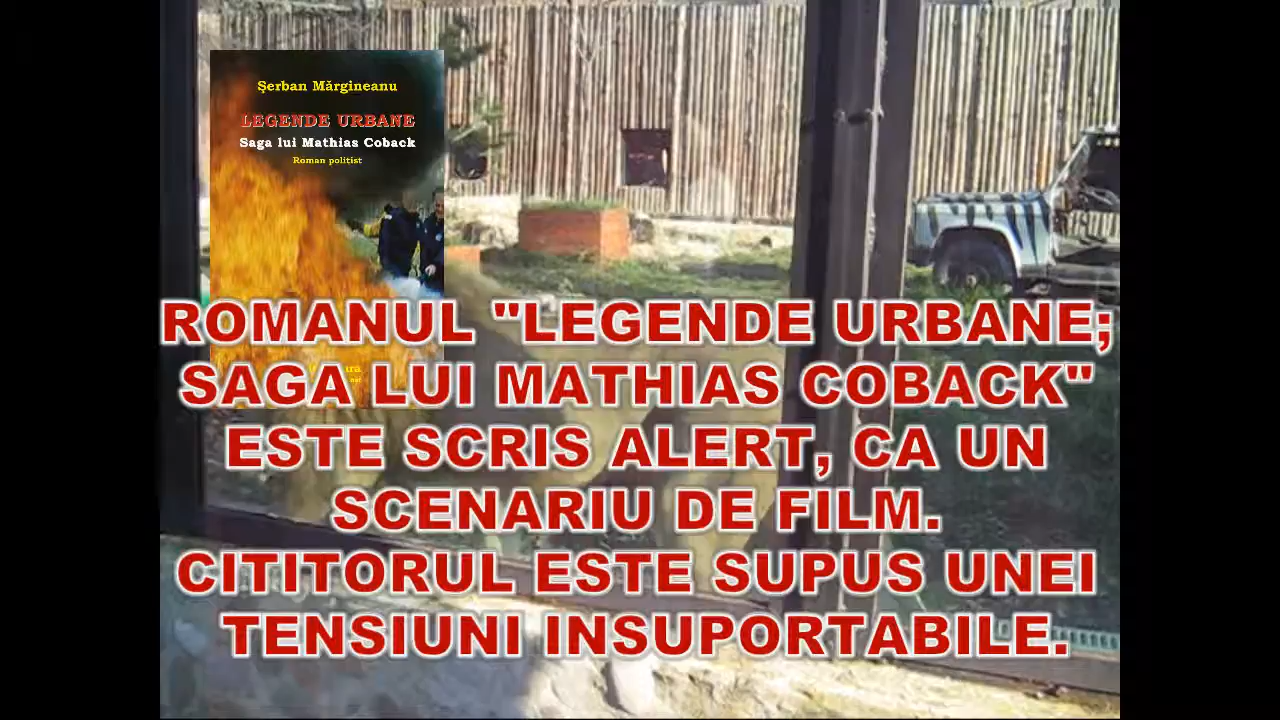 Şerban Mărgineanu
LEGENDE URBANE
Saga lui Mathias Coback
Roman politist
ROMANUL "LEGENDE URBANE;
SAGA LUI MATHIAS COBACK"
ESTE SCRIS ALERT, CA UN
SCENARIU DE FILM.
CITITORUL ESTE SUPUS UNEI
TENSIUNI INSUPORTABILE.